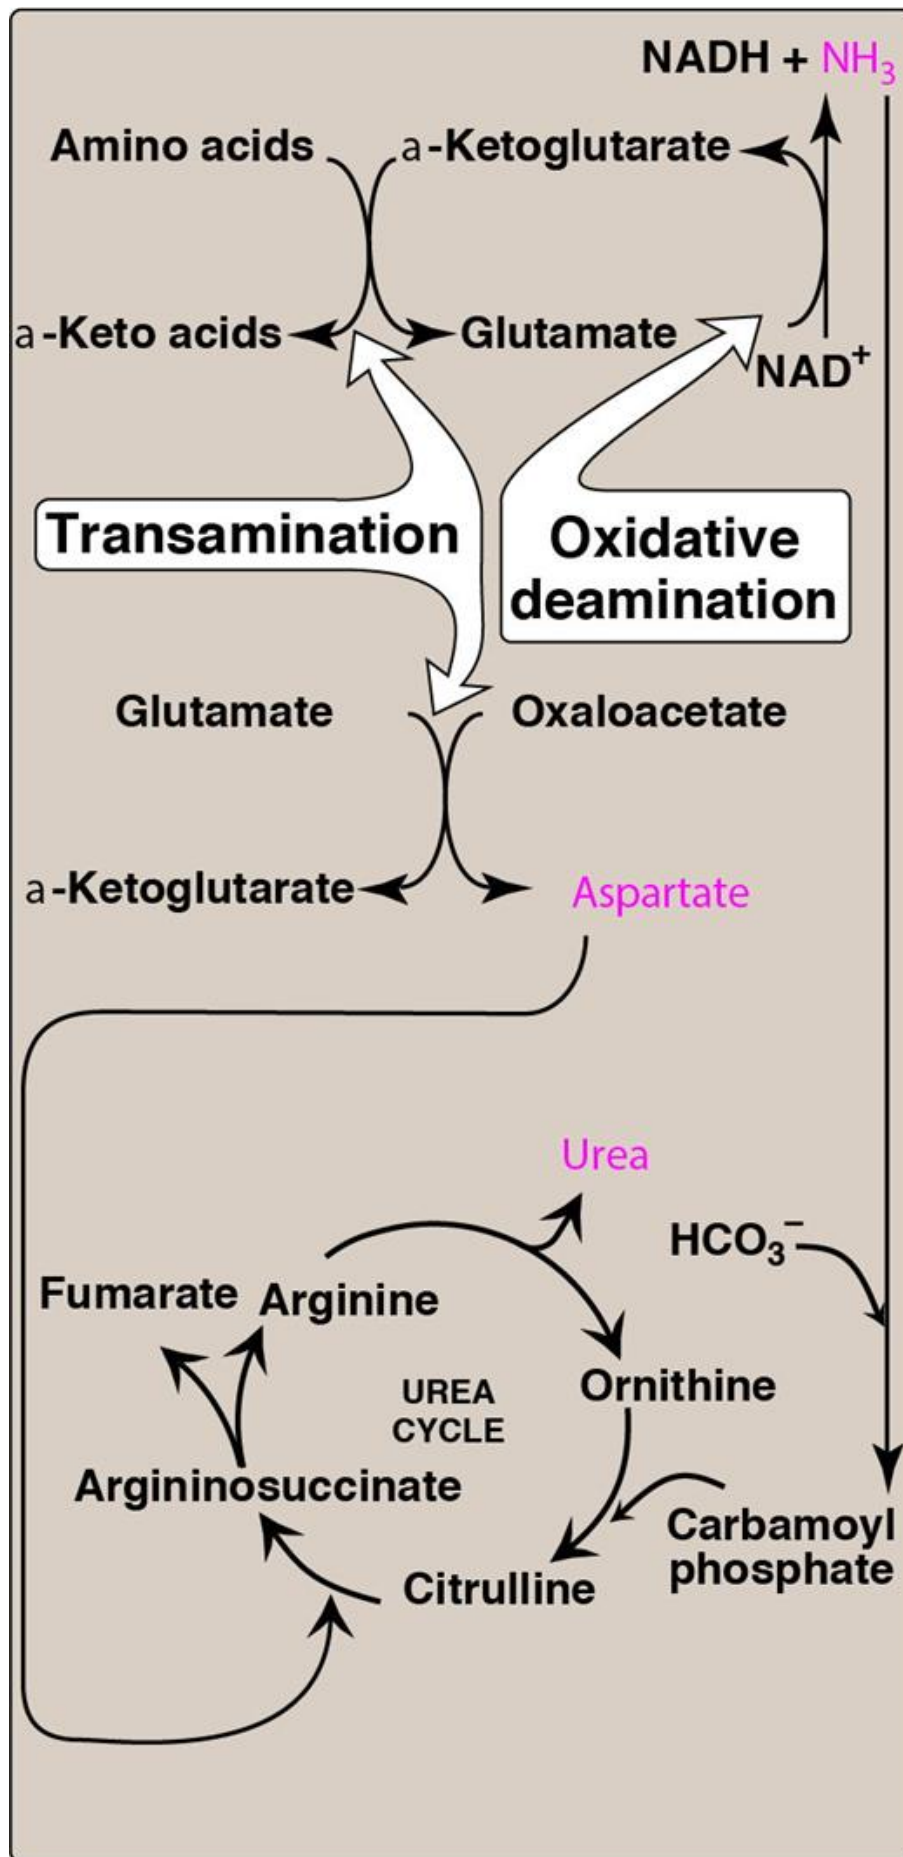 NADH + NH₃
Amino acids a-Ketoglutarate
a-Keto acids Glutamate
NAD⁺
Transamination
Oxidative
deamination
Glutamate Oxaloacetate
a-Ketoglutarate Aspartate
Urea
HCO₃⁻
Fumarate Arginine
Ornithine
UREA
CYCLE
Argininosuccinate
Carbamoyl
phosphate
Citrulline